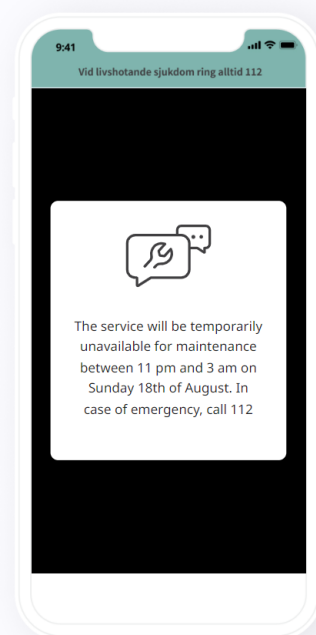 9:41
Vid livshotande sjukdom ring alltid 112
The service will be temporarily
unavailable for maintenance
between 11 pm and 3 am on
Sunday 18th of August. In
case of emergency, call 112